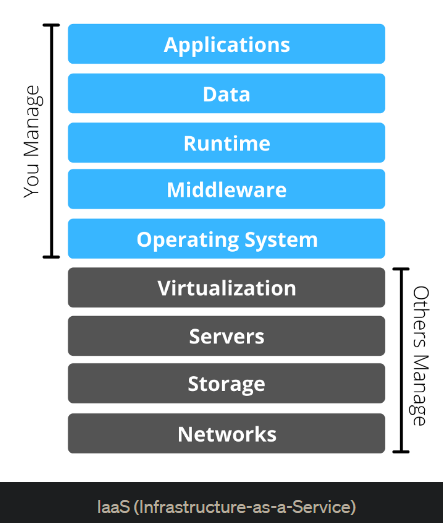 Applications
Data
Runtime
Middleware
Operating System
You Manage
Virtualization
Servers
Storage
Networks
Others Manage
IaaS (Infrastructure-as-a-Service)